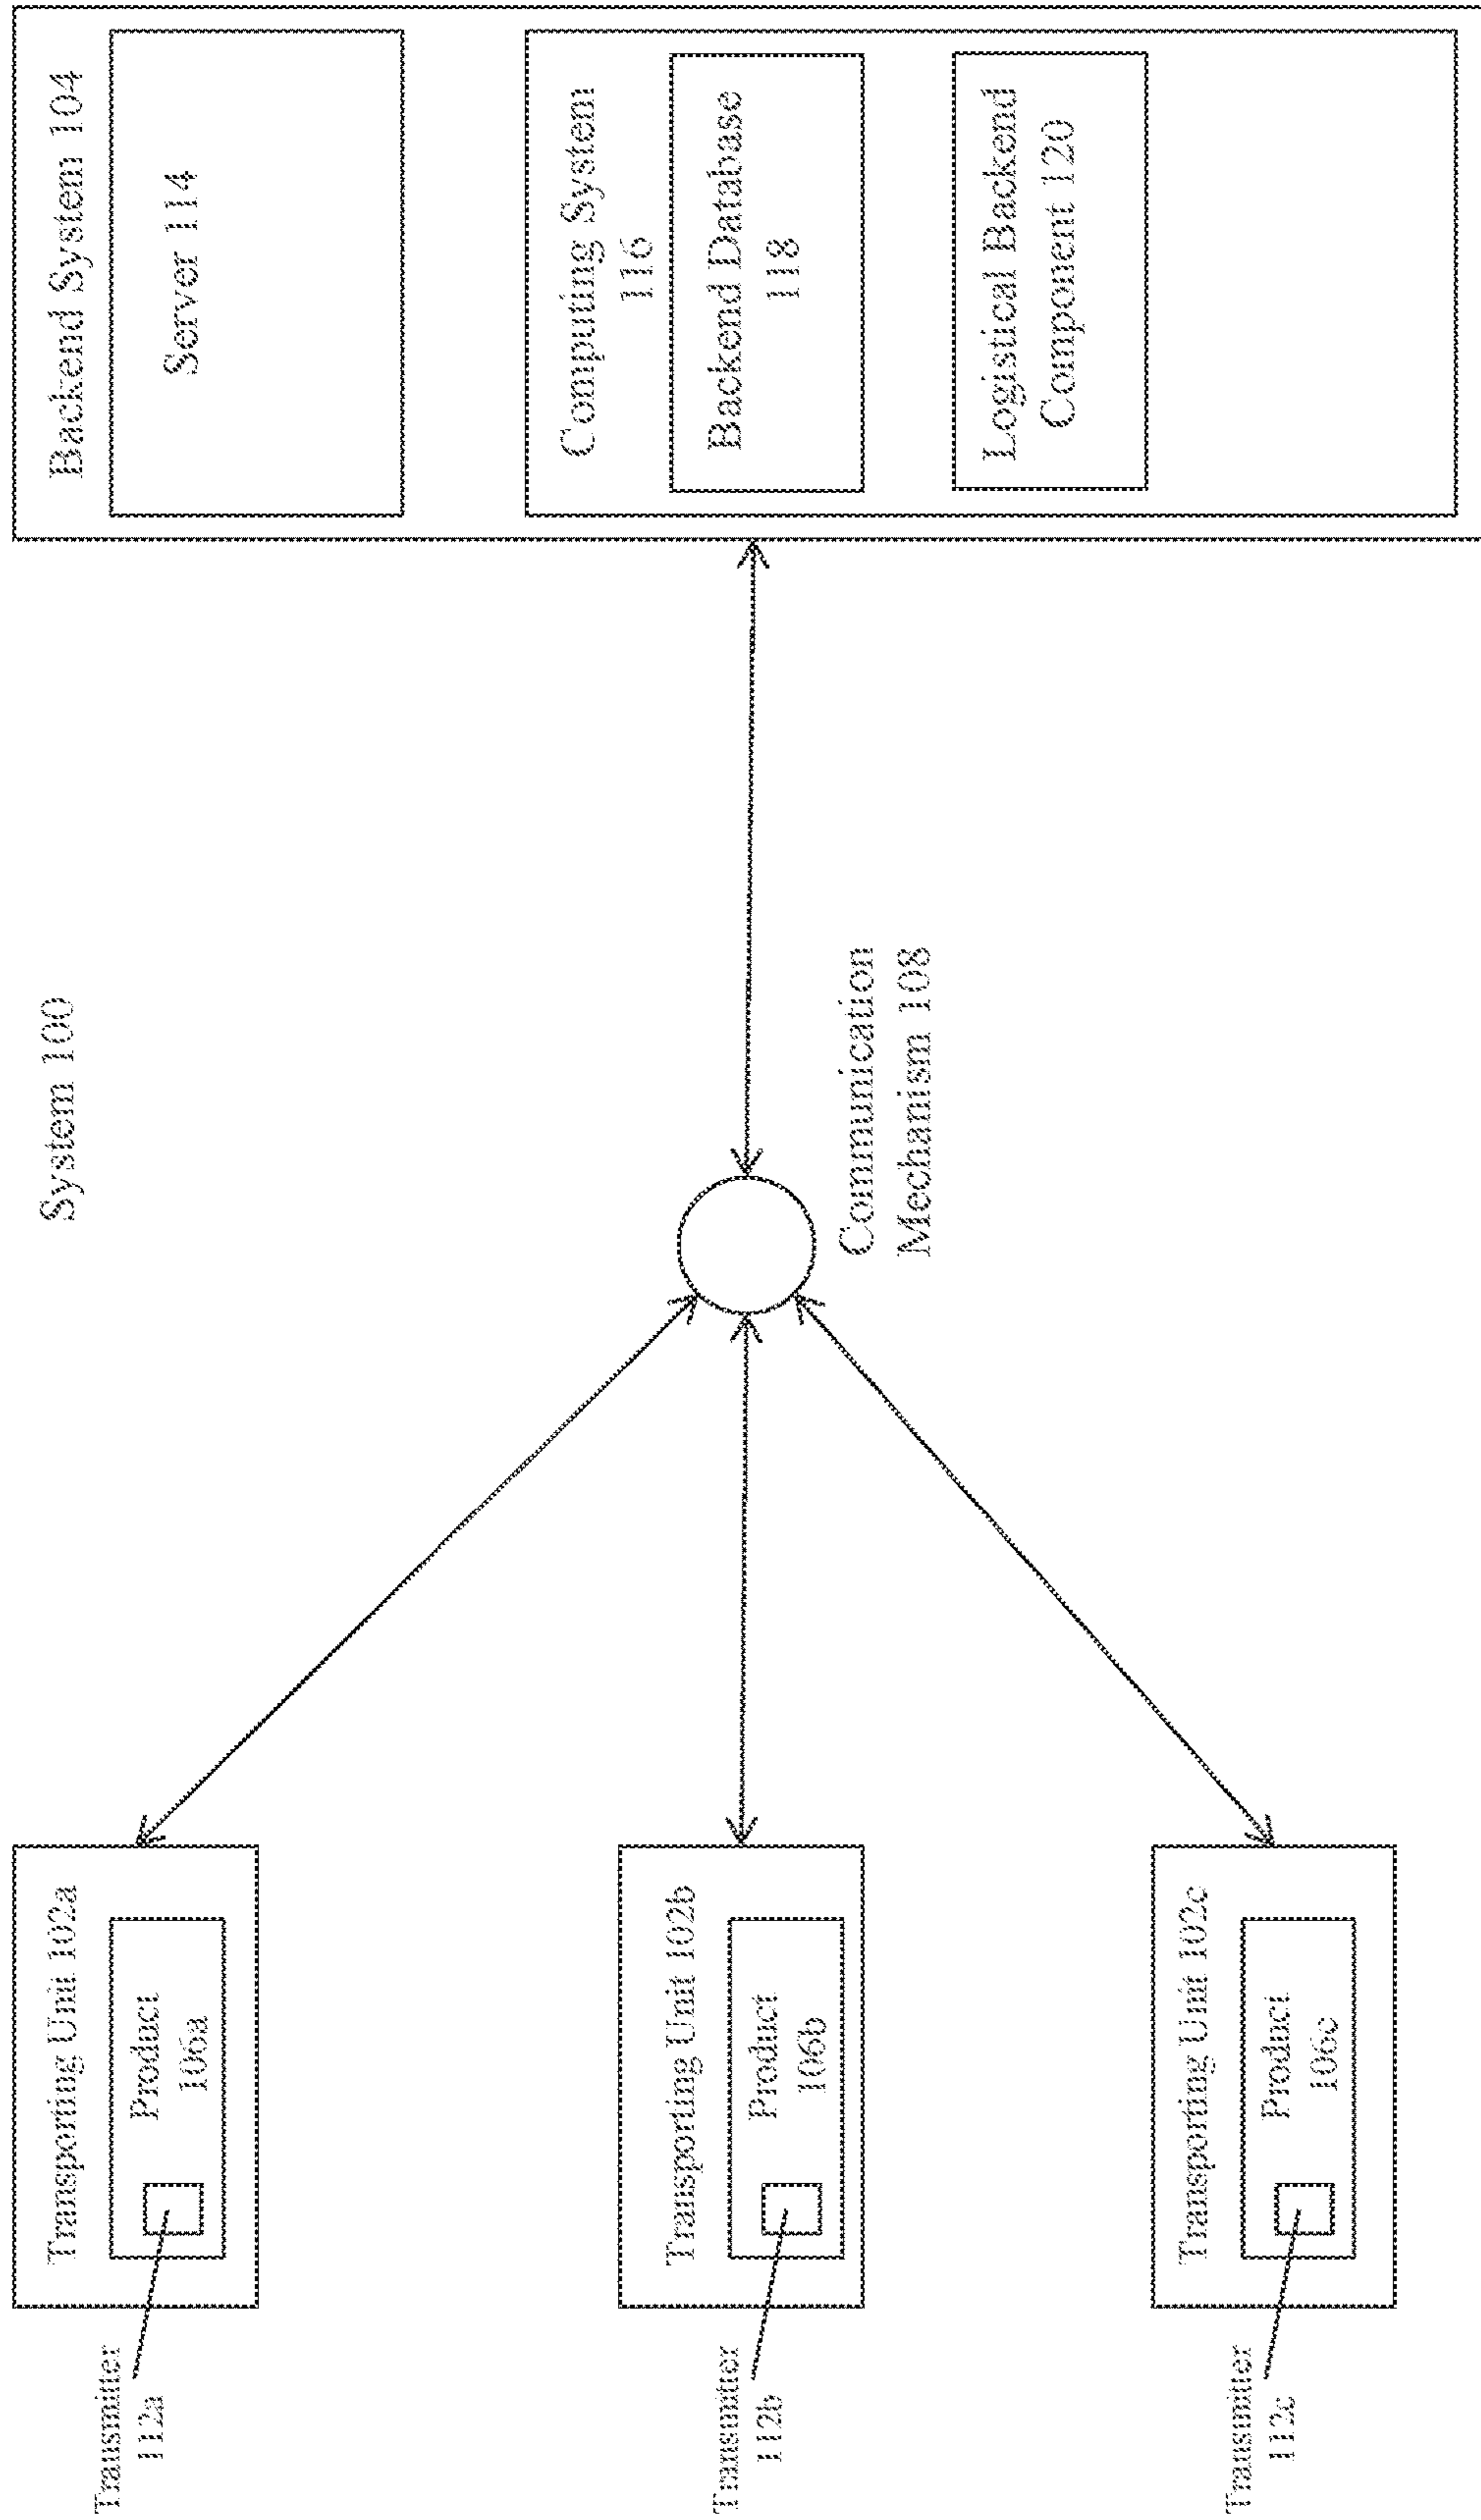 System 100
Transmitter
112a
Transporting Unit 102a
Product
106a
Transmitter
112b
Transporting Unit 102b
Product
106b
Transmitter
112c
Transporting Unit 102c
Product
106c
Communication
Mechanism 108
Backend System 104
Server 114
Computing System
116
Backend Database
118
Logistical Backend
Component 120